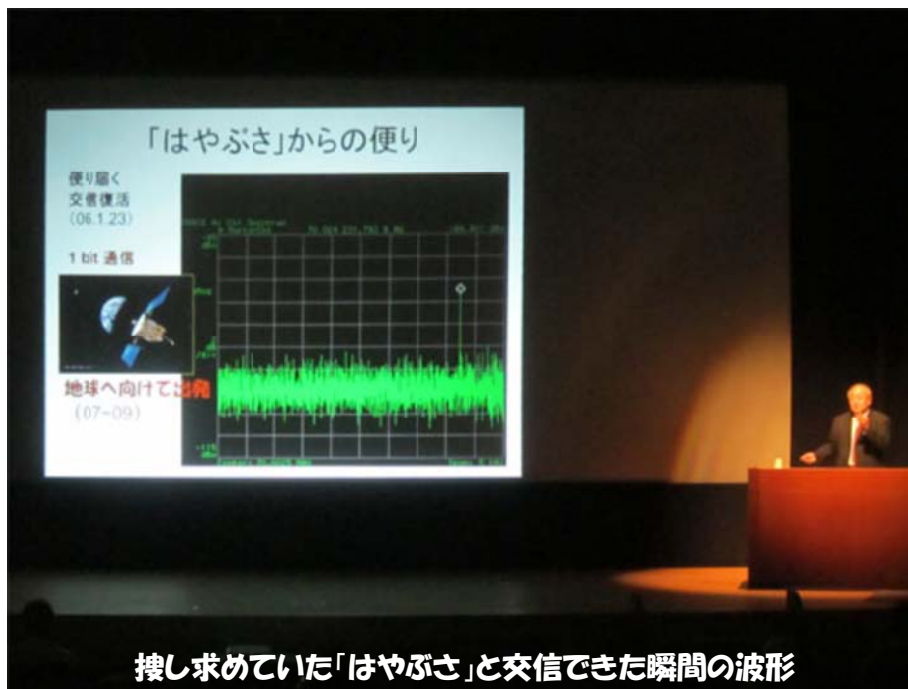 「はやぶさ」からの便り
便り届く
交信復活
(06.1.23)
1 bit 通信
地球へ向けて出発
(07-09)
捜し求めていた「はやぶさ」と交信できた瞬間の波形